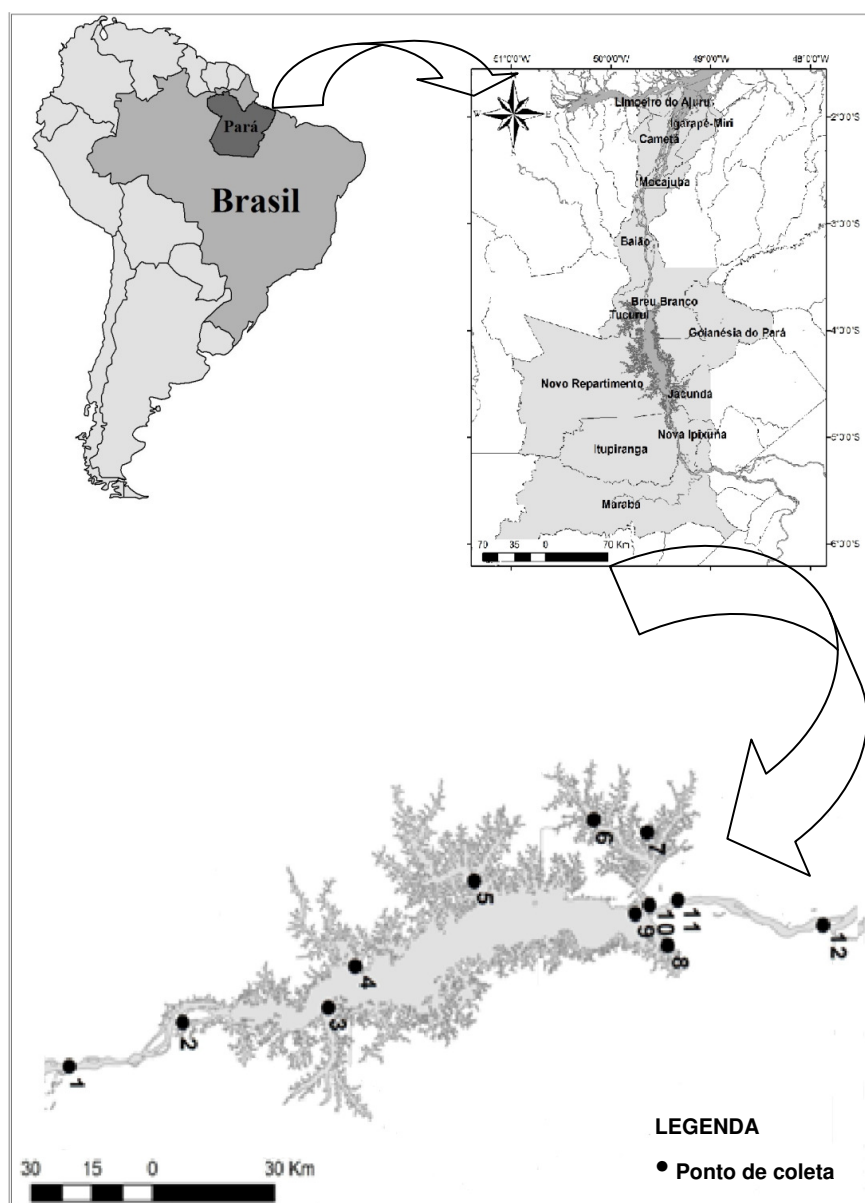 Pará
Brasil
51°0'0"W 50°0'0"W 49°0'0"W 48°0'0"W
Limoeiro do Ajuru
Igarapé-Miri
2°0'0"S
Cametá
Mocajuba
3°0'0"S
Baião
Breu Branco
Tucuruí
4°0'0"S
Goianésia do Pará
Novo Repartimento
Jacundá
Nova Ipixuna
5°0'0"S
Itupiranga
Marabá
70 35 0 70 Km
6°0'0"S
6
7
5
11
10
9
12
8
4
3
2
1
LEGENDA
30 15 0 30 Km
• Ponto de coleta